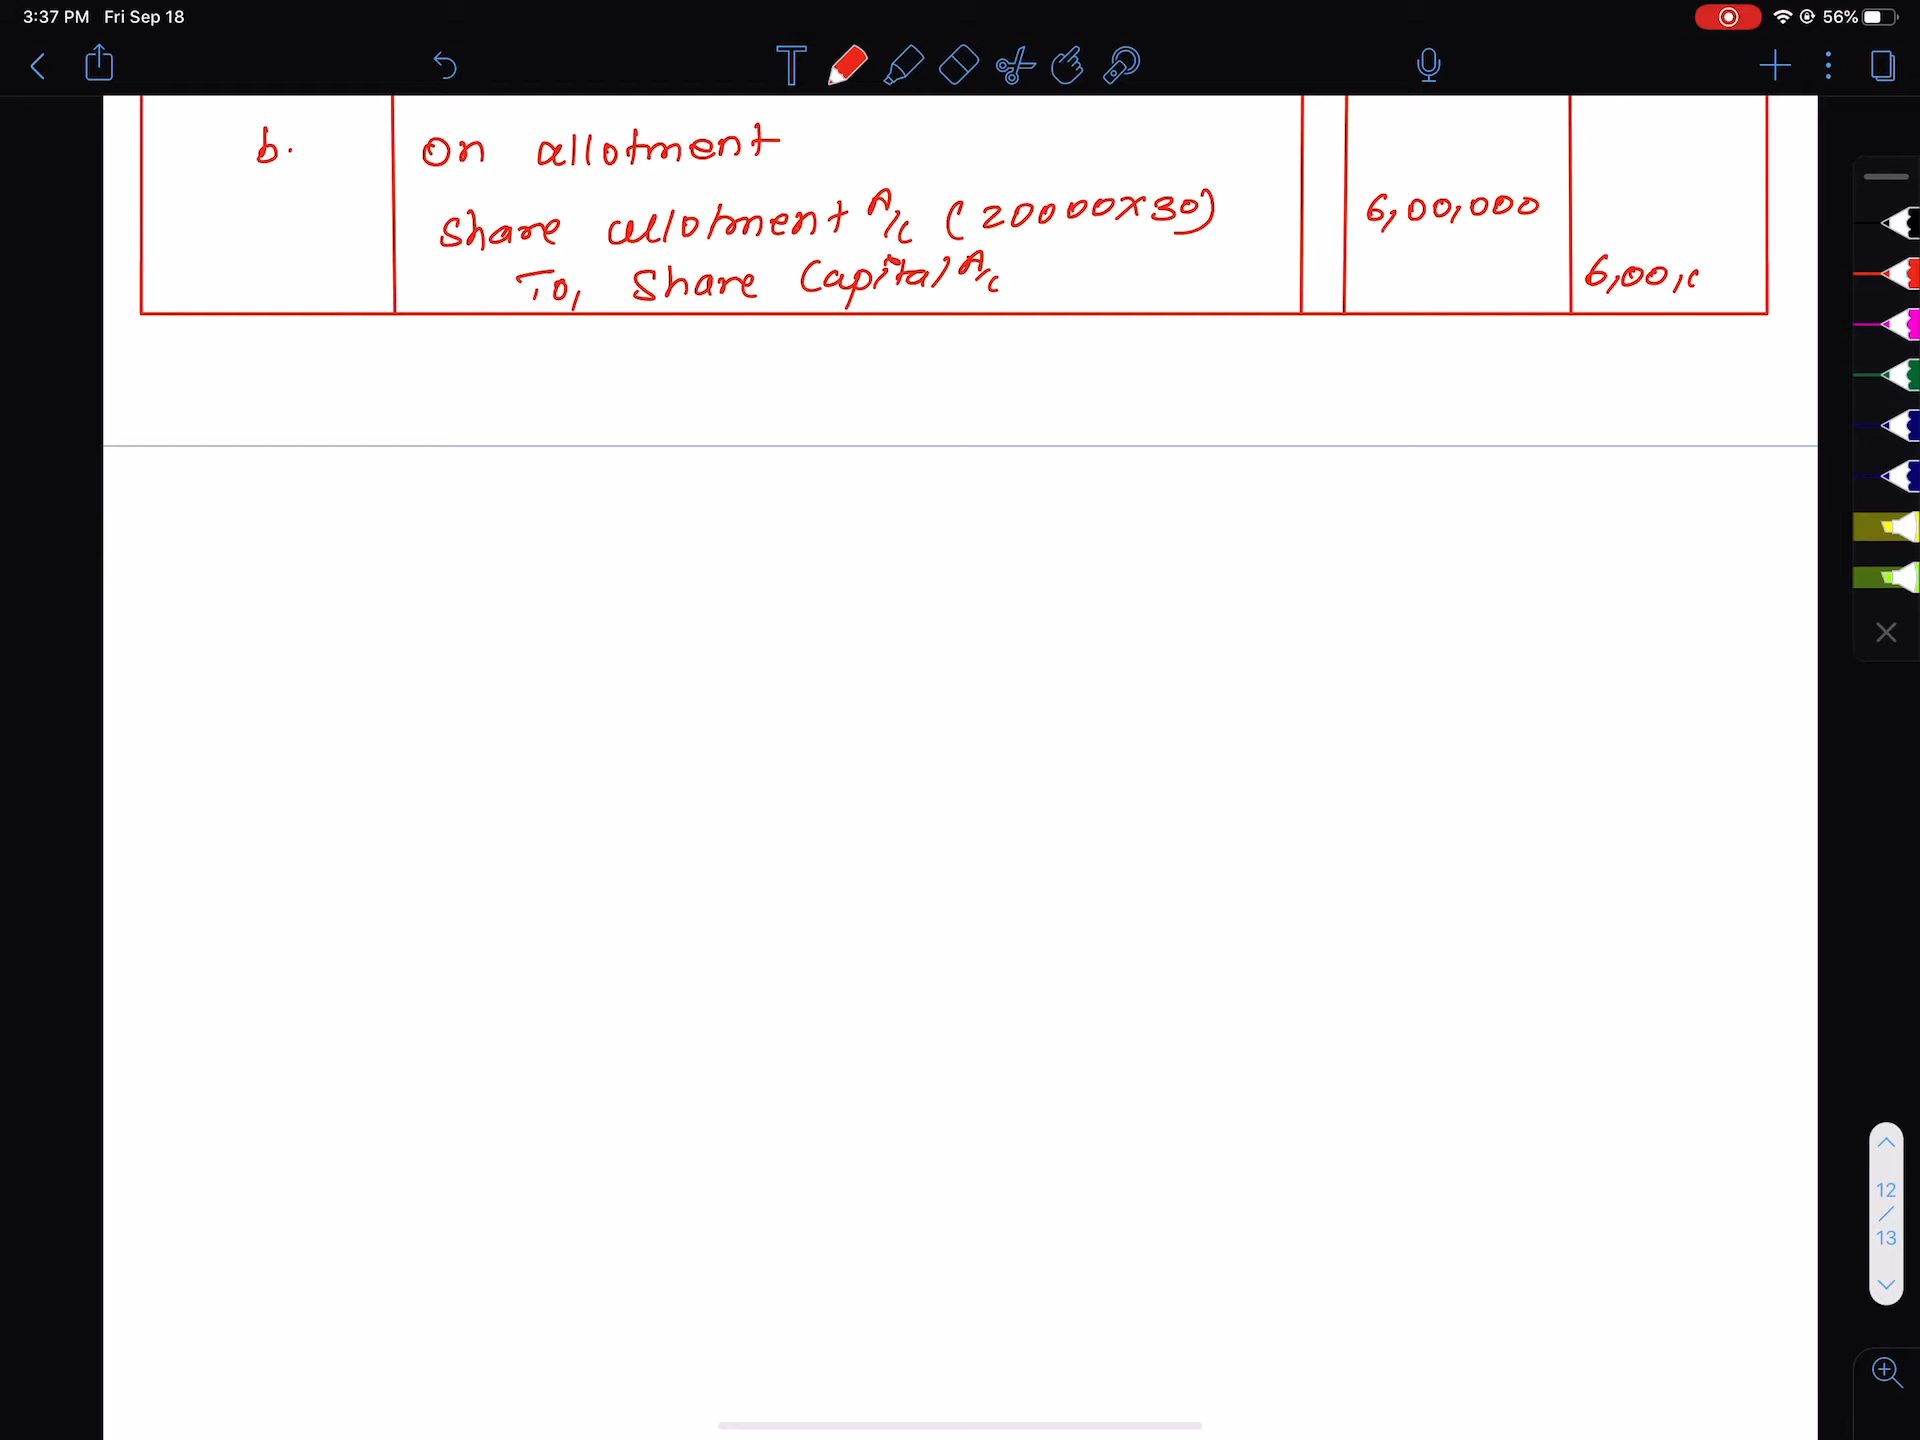 3:37 PM Fri Sep 18
56%
b. On allotment
Share allotment A/c (20000X30) 6,00,000
To, Share Capital A/c 6,00,c
12
/
13